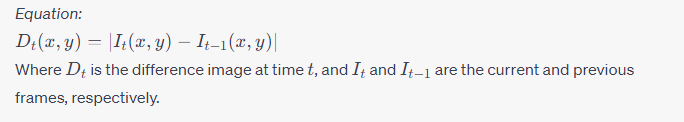 Equation:
Dₜ(x, y) = |Iₜ(x, y) − Iₜ₋₁(x, y)|
Where Dₜ is the difference image at time t, and Iₜ and Iₜ₋₁ are the current and previous
frames, respectively.